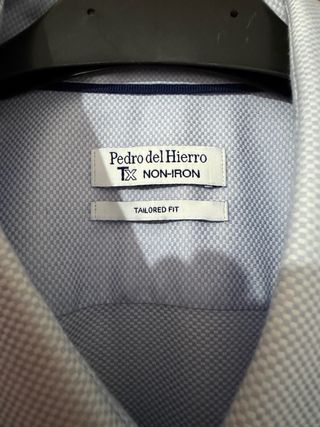 Pedro del Hierro
Tx NON-IRON
TAILORED FIT